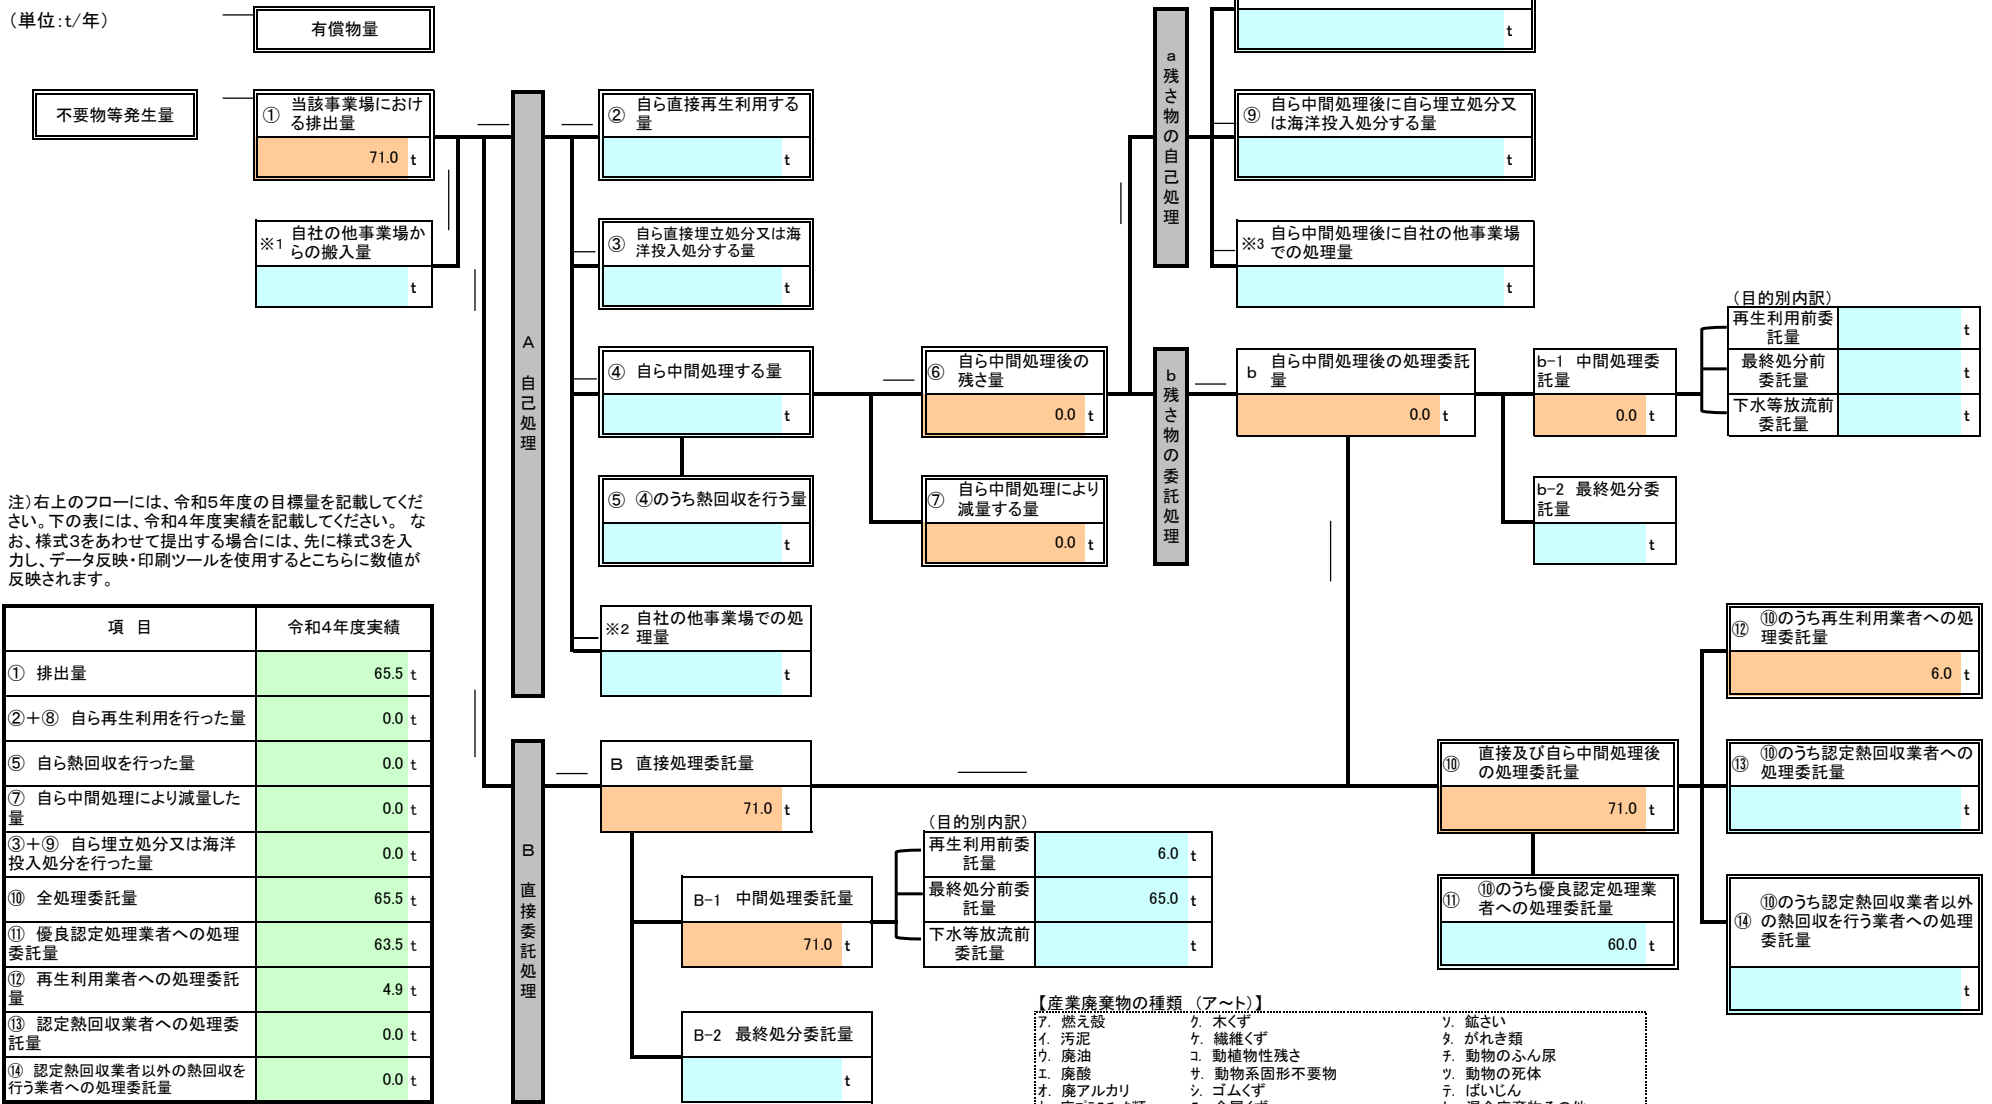 （単位：t/年）
有償物量
t
不要物等発生量
① 当該事業場におけ
る排出量
71.0 t
※1 自社の他事業場か
らの搬入量
t
A 自己処理
② 自ら直接再生利用する
量
t
③ 自ら直接埋立処分又は海
洋投入処分する量
t
④ 自ら中間処理する量
t
⑤ ④のうち熱回収を行う量
t
※2 自社の他事業場での処
理量
t
⑥ 自ら中間処理後の
残さ量
0.0 t
⑦ 自ら中間処理により
減量する量
0.0 t
a 残さ物の自己処理
⑨ 自ら中間処理後に自ら埋立処分又
は海洋投入処分する量
t
※3 自ら中間処理後に自社の他事業場
での処理量
t
b 残さ物の委託処理
b 自ら中間処理後の処理委託
量
0.0 t
b-1 中間処理委
託量
0.0 t
（目的別内訳）
再生利用前委
託量
t
最終処分前
委託量
t
下水等放流前
委託量
t
b-2 最終処分委
託量
t
注）右上のフローには、令和5年度の目標量を記載してくだ
さい。下の表には、令和4年度実績を記載してください。 な
お、様式3をあわせて提出する場合には、先に様式3を入
力し、データ反映・印刷ツールを使用するとこちらに数値が
反映されます。
項 目 令和4年度実績
① 排出量 65.5 t
②＋⑧ 自ら再生利用を行った量 0.0 t
⑤ 自ら熱回収を行った量 0.0 t
⑦ 自ら中間処理により減量した
量 0.0 t
③＋⑨ 自ら埋立処分又は海洋
投入処分を行った量 0.0 t
⑩ 全処理委託量 65.5 t
⑪ 優良認定処理業者への処理
委託量 63.5 t
⑫ 再生利用業者への処理委託
量 4.9 t
⑬ 認定熱回収業者への処理委
託量 0.0 t
⑭ 認定熱回収業者以外の熱回収を
行う業者への処理委託量 0.0 t
B 直接委託処理
B 直接処理委託量
71.0 t
B-1 中間処理委託量
71.0 t
（目的別内訳）
再生利用前委
託量
6.0 t
最終処分前委
託量
65.0 t
下水等放流前
委託量
t
B-2 最終処分委託量
t
⑩ 直接及び自ら中間処理後
の処理委託量
71.0 t
⑪ ⑩のうち優良認定処理業
者への処理委託量
60.0 t
⑫ ⑩のうち再生利用業者への処
理委託量
6.0 t
⑬ ⑩のうち認定熱回収業者への
処理委託量
t
⑭ ⑩のうち認定熱回収業者以外
の熱回収を行う業者への処理
委託量
t
【産業廃棄物の種類 （ア～ト）】
ア. 燃え殻 ク. 木くず ソ. 鉱さい
イ. 汚泥 ケ. 繊維くず タ. がれき類
ウ. 廃油 コ. 動植物性残さ チ. 動物のふん尿
エ. 廃酸 サ. 動物系固形不要物 ツ. 動物の死体
オ. 廃アルカリ シ. ゴムくず テ. ばいじん